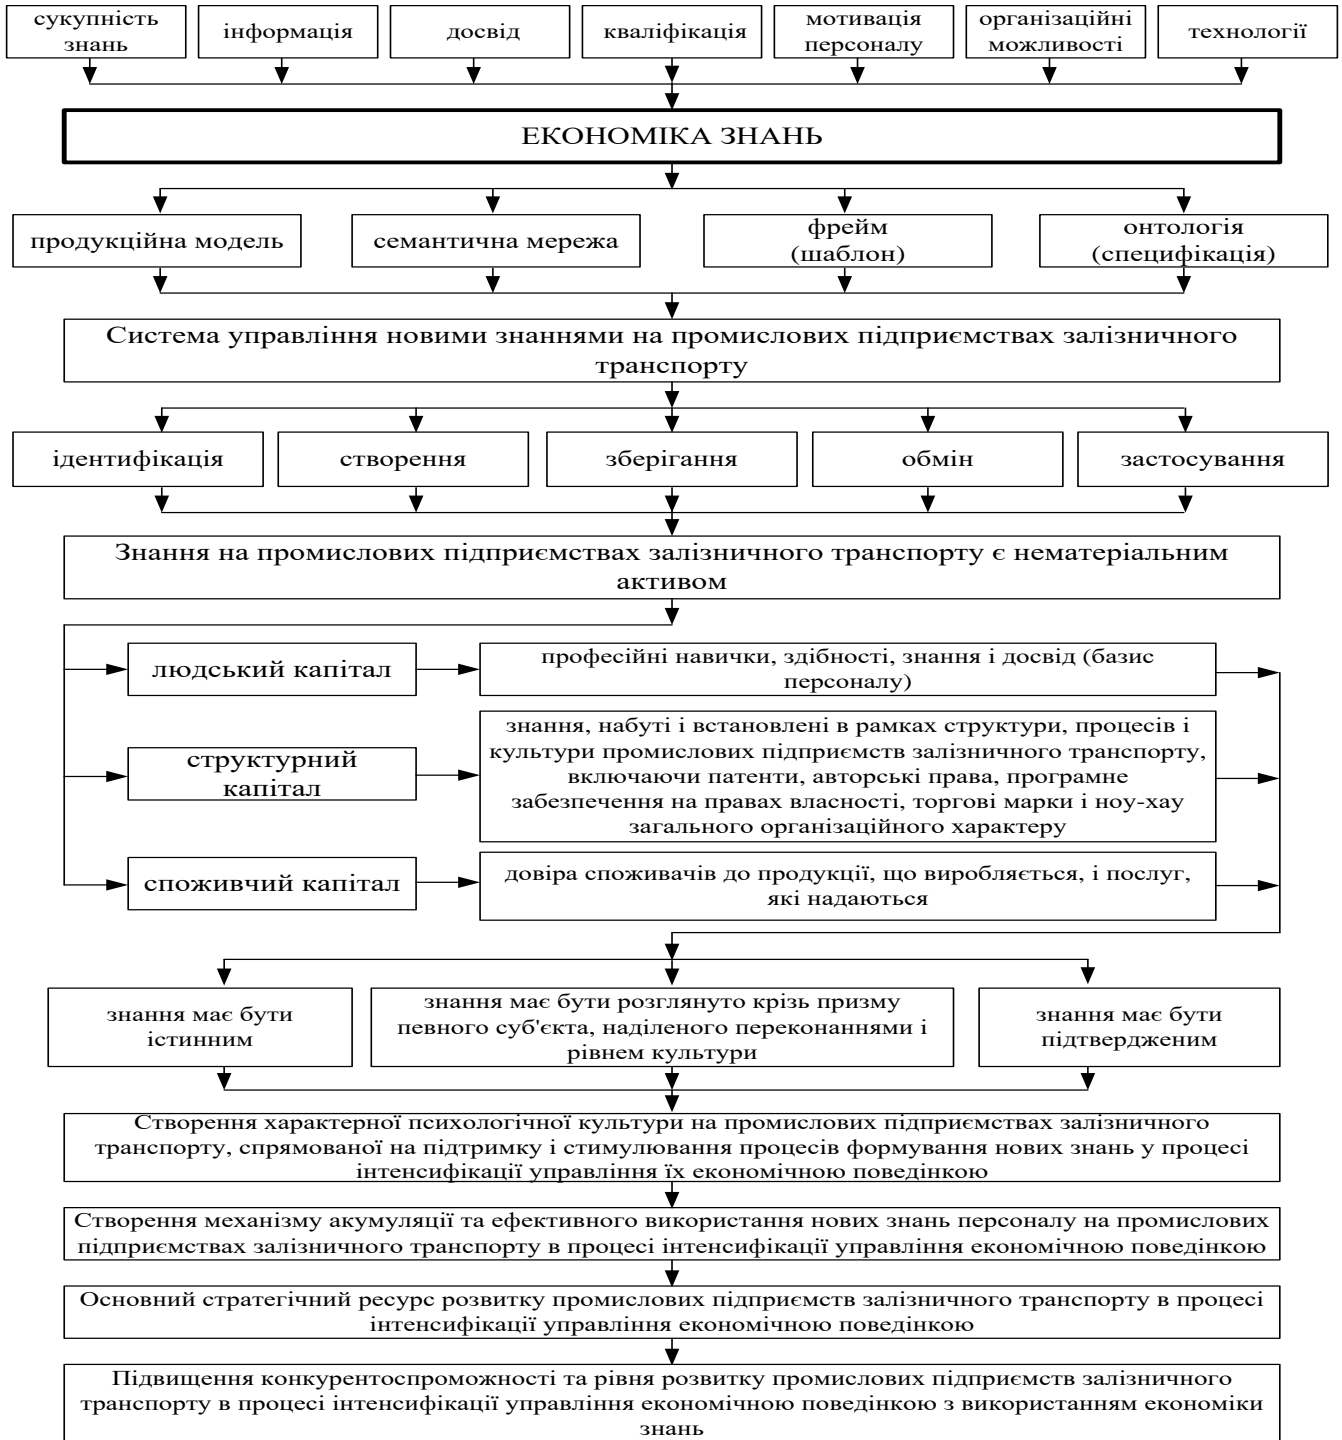 сукупність
знань
інформація
досвід
кваліфікація
мотивація
персоналу
організаційні
можливості
технології
ЕКОНОМІКА ЗНАНЬ
продукційна модель
семантична мережа
фрейм
(шаблон)
онтологія
(специфікація)
Система управління новими знаннями на промислових підприємствах залізничного
транспорту
ідентифікація
створення
зберігання
обмін
застосування
Знання на промислових підприємствах залізничного транспорту є нематеріальним
активом
людський капітал
професійні навички, здібності, знання і досвід (базис
персоналу)
структурний
капітал
знання, набуті і встановлені в рамках структури, процесів і
культури промислових підприємств залізничного транспорту,
включаючи патенти, авторські права, програмне
забезпечення на правах власності, торгові марки і ноу-хау
загального організаційного характеру
споживчий капітал
довіра споживачів до продукції, що виробляється, і послуг,
які надаються
знання має бути
істинним
знання має бути розглянуто крізь призму
певного суб'єкта, наділеного переконаннями і
рівнем культури
знання має бути
підтвердженим
Створення характерної психологічної культури на промислових підприємствах залізничного
транспорту, спрямованої на підтримку і стимулювання процесів формування нових знань у процесі
інтенсифікації управління їх економічною поведінкою
Створення механізму акумуляції та ефективного використання нових знань персоналу на промислових
підприємствах залізничного транспорту в процесі інтенсифікації управління економічною поведінкою
Основний стратегічний ресурс розвитку промислових підприємств залізничного транспорту в процесі
інтенсифікації управління економічною поведінкою
Підвищення конкурентоспроможності та рівня розвитку промислових підприємств залізничного
транспорту в процесі інтенсифікації управління економічною поведінкою з використанням економіки
знань